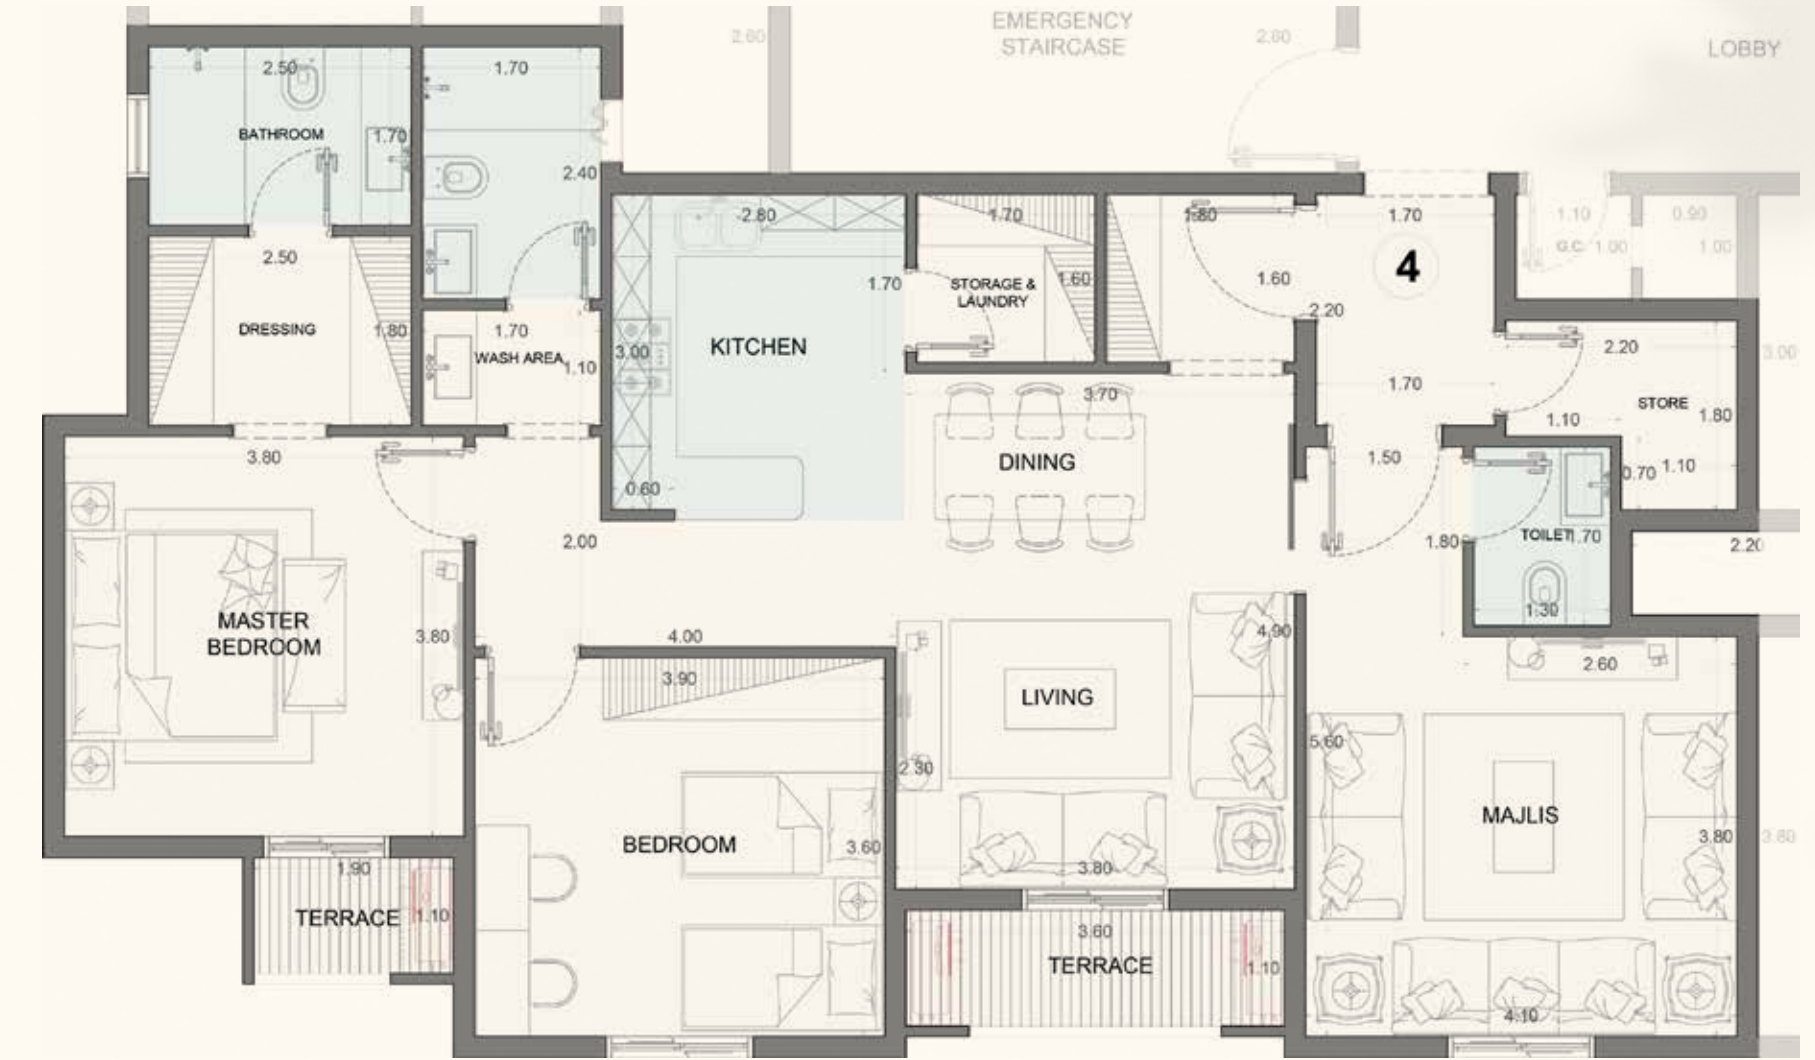 EMERGENCY
STAIRCASE
2.60
2.60
LOBBY
2.50
1.70
BATHROOM
1.70
2.40
2.80
1.70
1.80
1.70
1.10
0.90
G.C.
1.00
1.00
4
2.50
1.70
STORAGE &
LAUNDRY
1.60
1.60
2.20
DRESSING
1.80
1.70
WASH AREA
1.10
3.00
KITCHEN
2.20
3.00
3.70
1.70
STORE
1.80
1.10
3.80
DINING
1.50
0.70
1.10
0.60
2.00
1.80
TOILET
1.70
2.20
MASTER
BEDROOM
3.80
4.00
4.90
1.30
3.90
2.60
LIVING
5.60
2.30
MAJLIS
BEDROOM
3.60
3.80
3.80
3.80
1.90
TERRACE
1.10
3.60
TERRACE
1.10
4.10